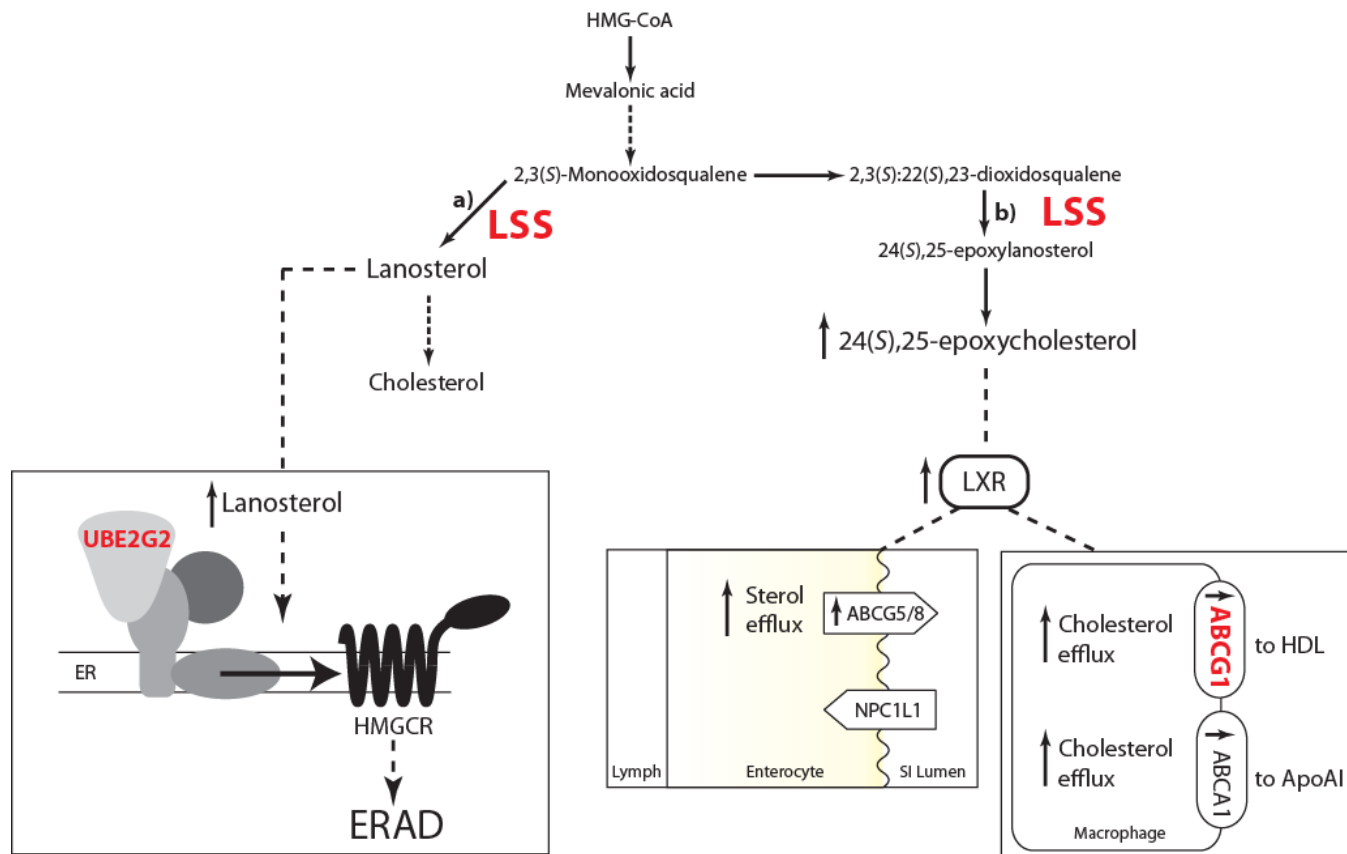 HMG-CoA
Mevalonic acid
2,3(S)-Monooxidosqualene
2,3(S):22(S),23-dioxidosqualene
a)
LSS
b)
LSS
Lanosterol
24(S),25-epoxylanosterol
Cholesterol
24(S),25-epoxycholesterol
LXR
Lanosterol
UBE2G2
ER
HMGCR
ERAD
Sterol
efflux
ABCG5/8
NPC1L1
Lymph
Enterocyte
SI Lumen
Cholesterol
efflux
ABCG1
to HDL
Cholesterol
efflux
ABCA1
to ApoAI
Macrophage